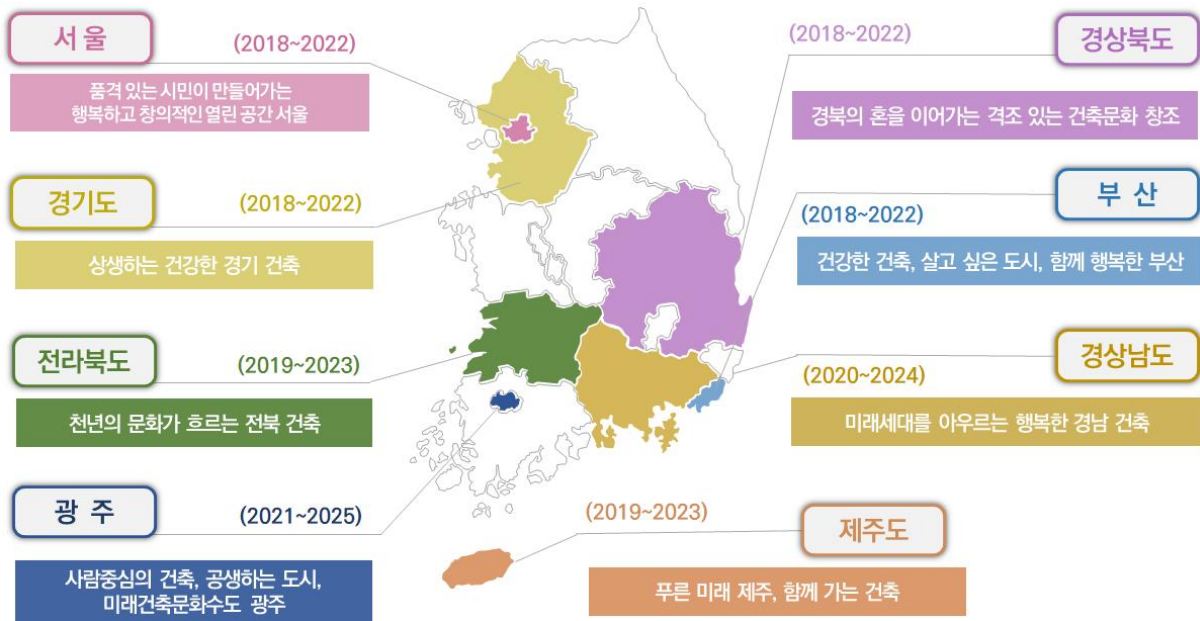 서울
(2018~2022)
품격 있는 시민이 만들어가는
행복하고 창의적인 열린 공간 서울
경기도
(2018~2022)
상생하는 건강한 경기 건축
전라북도
(2019~2023)
천년의 문화가 흐르는 전북 건축
광주
(2021~2025)
사람중심의 건축, 공생하는 도시,
미래건축문화수도 광주
(2018~2022)
경상북도
경북의 혼을 이어가는 격조 있는 건축문화 창조
부산
(2018~2022)
건강한 건축, 살고 싶은 도시, 함께 행복한 부산
경상남도
(2020~2024)
미래세대를 아우르는 행복한 경남 건축
(2019~2023)
제주도
푸른 미래 제주, 함께 가는 건축